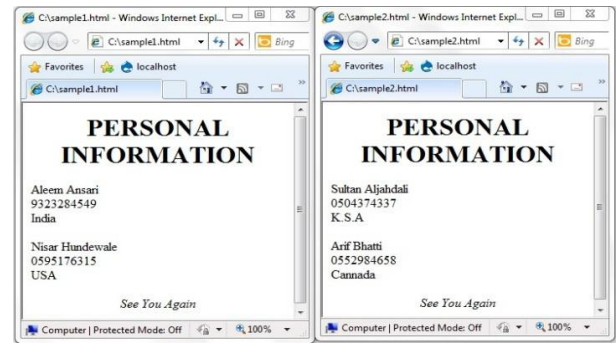 C:\sample1.html - Windows Internet Expl...
C:\sample1.html
Bing
Favorites
localhost
C:\sample1.html
PERSONAL
INFORMATION
Aleem Ansari
9323284549
India
Nisar Hundewale
0595176315
USA
See You Again
Computer | Protected Mode: Off
100%
C:\sample2.html - Windows Internet Expl...
C:\sample2.html
Bing
Favorites
localhost
C:\sample2.html
PERSONAL
INFORMATION
Sultan Aljahdali
0504374337
K.S.A
Arif Bhatti
0552984658
Cannada
See You Again
Computer | Protected Mode: Off
100%